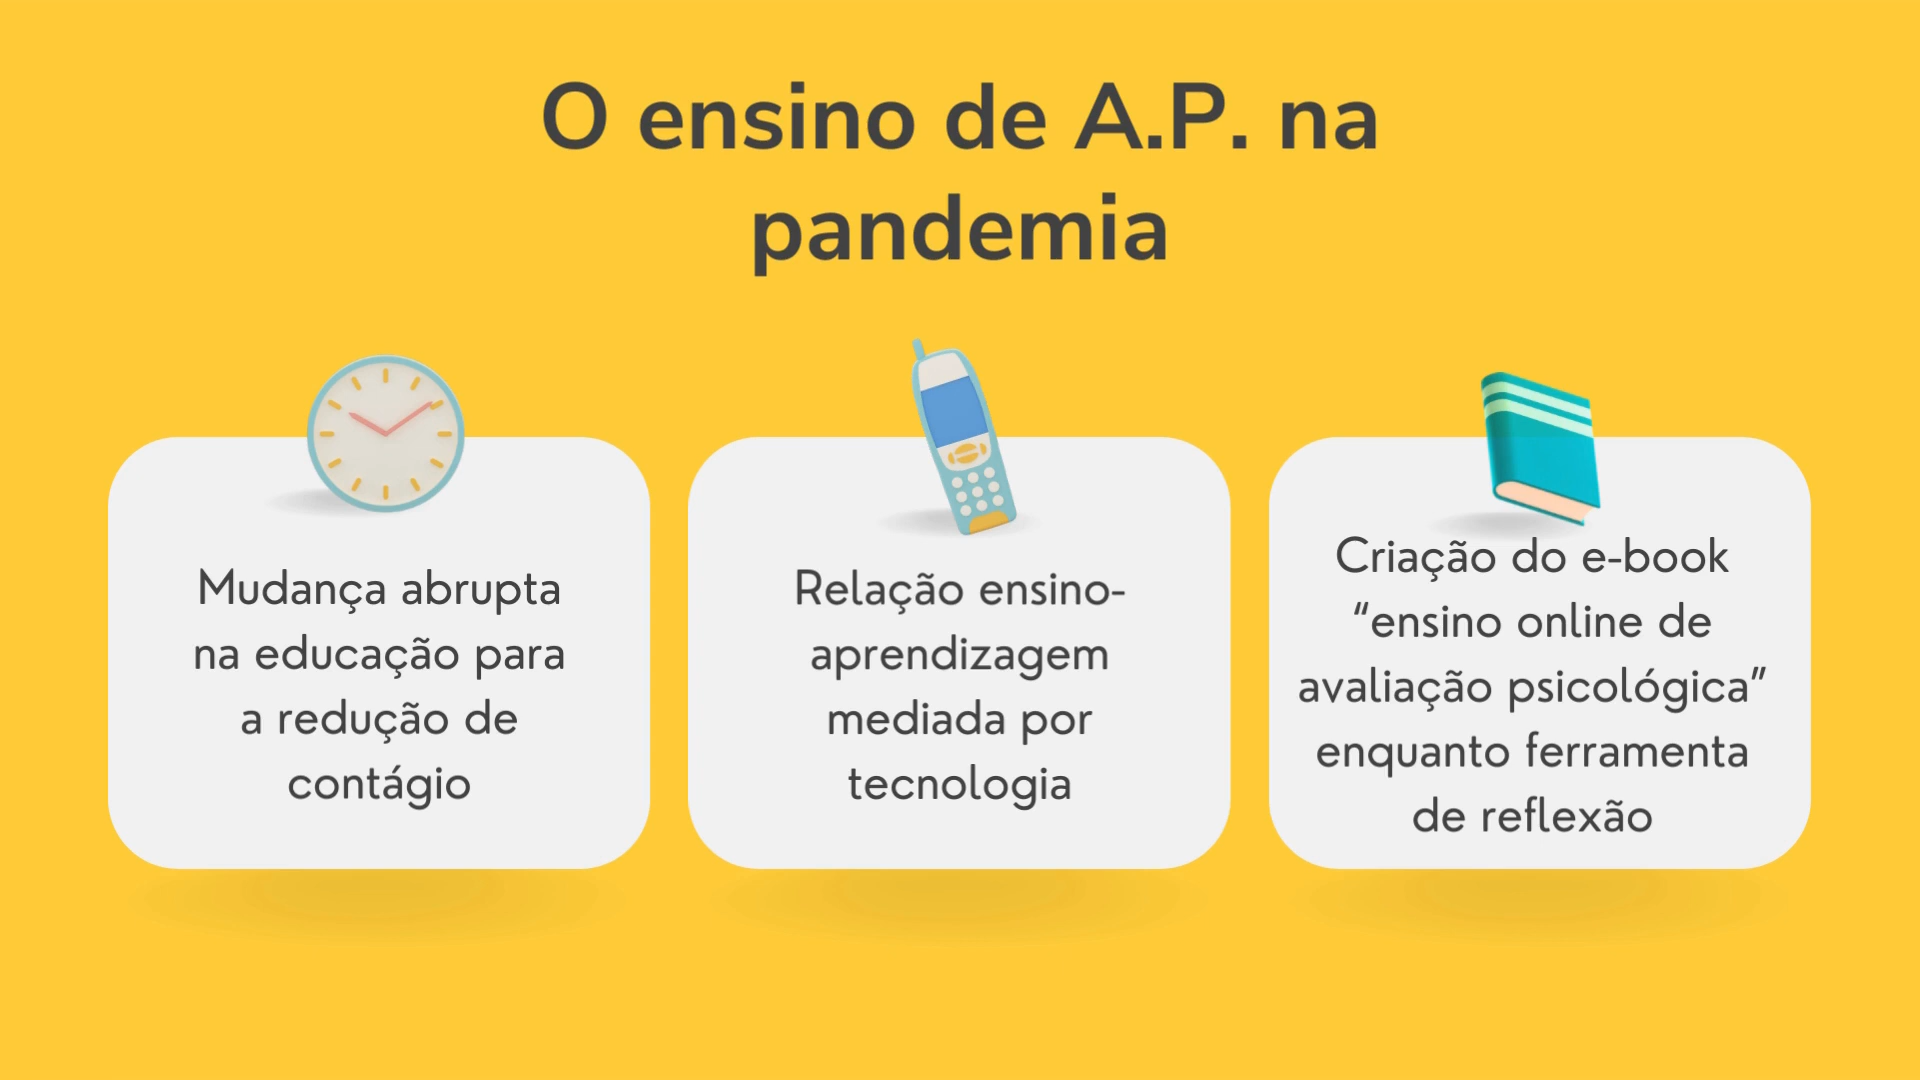 O ensino de A.P. na
pandemia
Mudança abrupta
na educação para
a redução de
contágio
Relação ensino-
aprendizagem
mediada por
tecnologia
Criação do e-book
“ensino online de
avaliação psicológica”
enquanto ferramenta
de reflexão